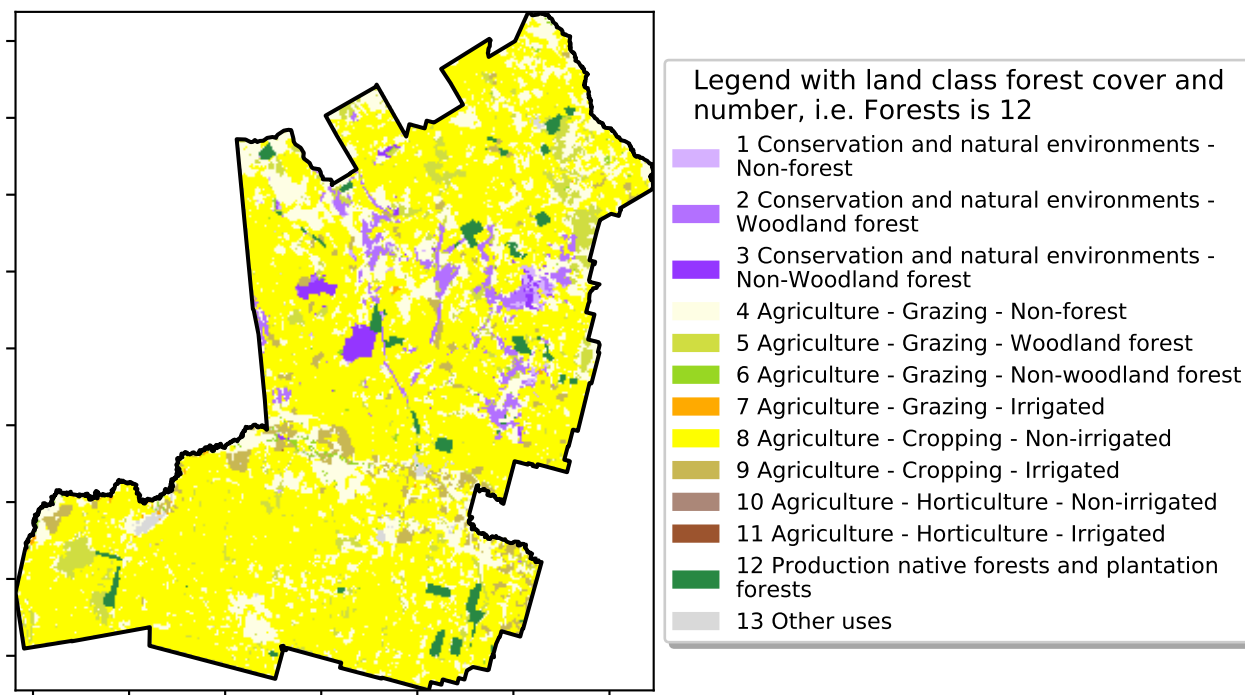 Legend with land class forest cover and
number, i.e. Forests is 12
1 Conservation and natural environments -
Non-forest
2 Conservation and natural environments -
Woodland forest
3 Conservation and natural environments -
Non-Woodland forest
4 Agriculture - Grazing - Non-forest
5 Agriculture - Grazing - Woodland forest
6 Agriculture - Grazing - Non-woodland forest
7 Agriculture - Grazing - Irrigated
8 Agriculture - Cropping - Non-irrigated
9 Agriculture - Cropping - Irrigated
10 Agriculture - Horticulture - Non-irrigated
11 Agriculture - Horticulture - Irrigated
12 Production native forests and plantation
forests
13 Other uses